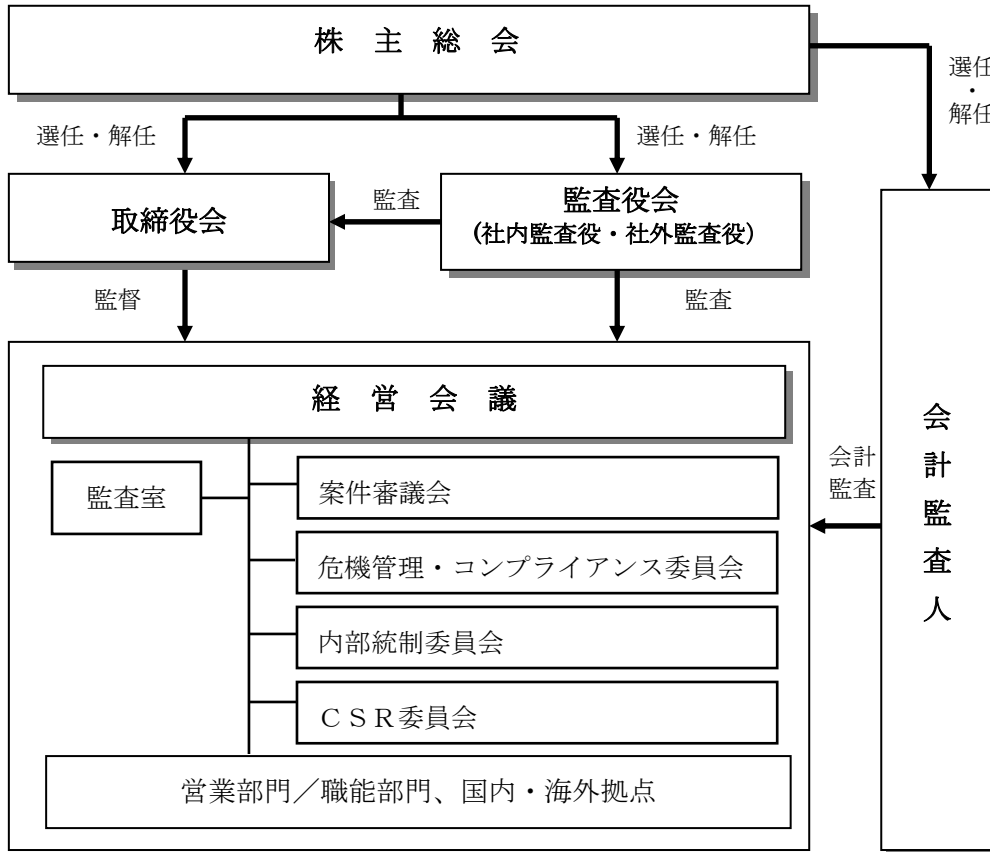 株 主 総 会
選任
・
解任
選任・解任
選任・解任
取締役会
監査
監査役会
(社内監査役・社外監査役)
監督
監査
経 営 会 議
監査室
案件審議会
危機管理・コンプライアンス委員会
内部統制委員会
ＣＳＲ委員会
営業部門／職能部門、国内・海外拠点
会計
監査
会
計
監
査
人